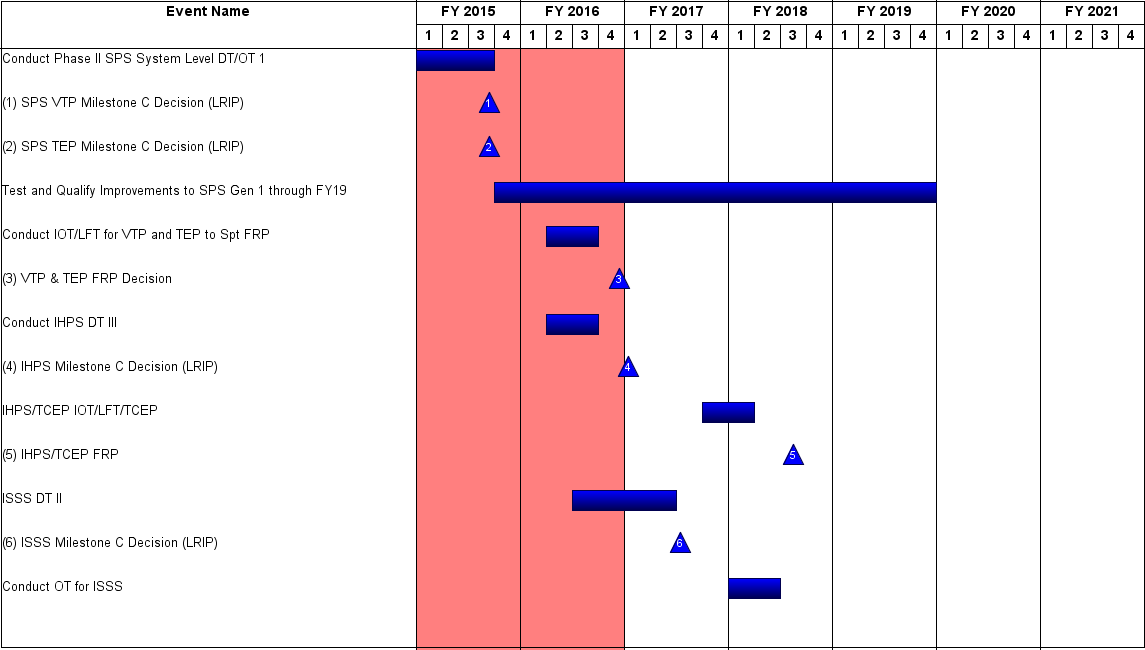 Event Name FY 2015 FY 2016 FY 2017 FY 2018 FY 2019 FY 2020 FY 2021
1 2 3 4 1 2 3 4 1 2 3 4 1 2 3 4 1 2 3 4 1 2 3 4 1 2 3 4
Conduct Phase II SPS System Level DT/OT 1
(1) SPS VTP Milestone C Decision (LRIP) 1
(2) SPS TEP Milestone C Decision (LRIP) 2
Test and Qualify Improvements to SPS Gen 1 through FY19
Conduct IOT/LFT for VTP and TEP to Spt FRP
(3) VTP & TEP FRP Decision 3
Conduct IHPS DT III
(4) IHPS Milestone C Decision (LRIP) 4
IHPS/TCEP IOT/LFT/TCEP
(5) IHPS/TCEP FRP 5
ISSS DT II
(6) ISSS Milestone C Decision (LRIP) 6
Conduct OT for ISSS